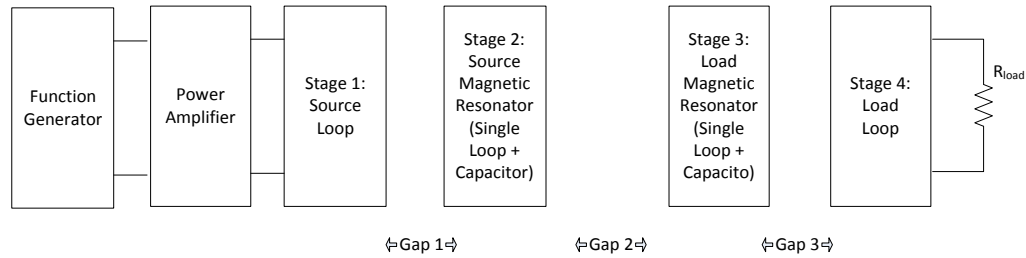 Function
Generator
Power
Amplifier
Stage 1:
Source
Loop
Stage 2:
Source
Magnetic
Resonator
(Single
Loop +
Capacitor)
Stage 3:
Load
Magnetic
Resonator
(Single
Loop +
Capacito)
Stage 4:
Load
Loop
Rload
Gap 1
Gap 2
Gap 3